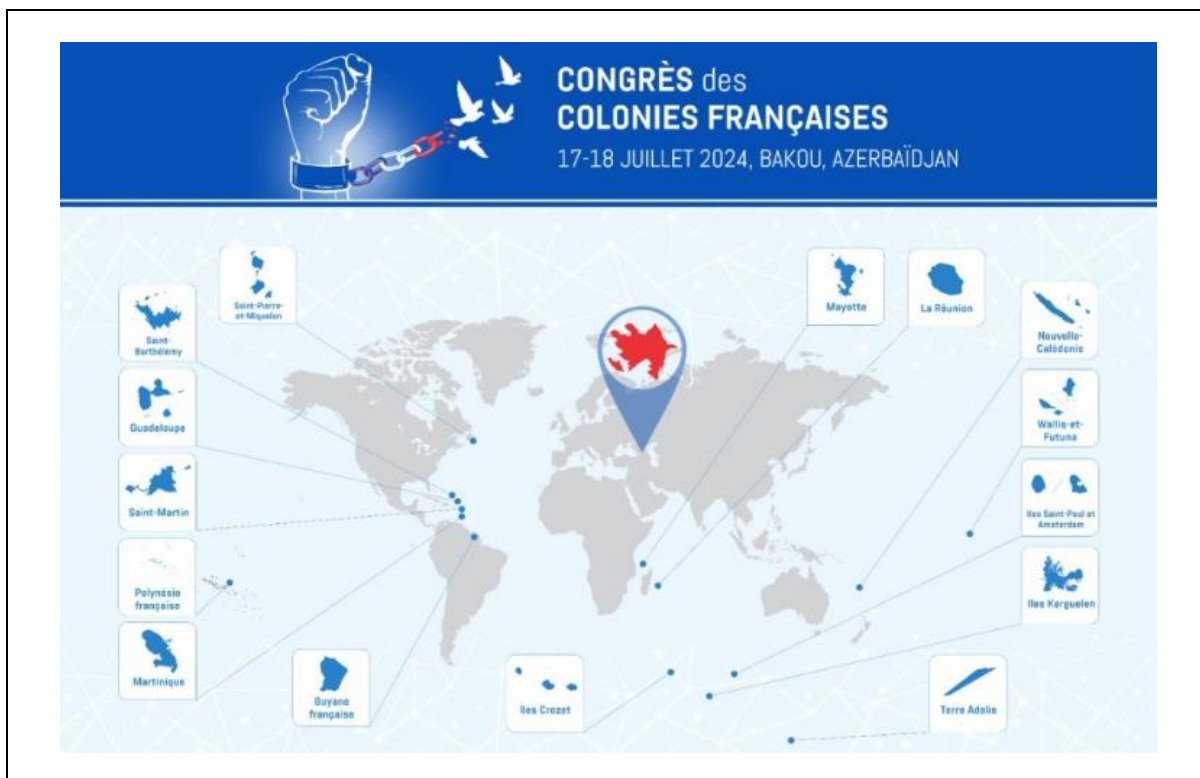 CONGRÈS des
COLONIES FRANÇAISES
17-18 JUILLET 2024, BAKOU, AZERBAÏDJAN
Saint-Pierre-
et-Miquelon
Mayotte
La Réunion
Saint-
Barthélemy
Nouvelle-
Calédonie
Guadeloupe
Wallis-et-
Futuna
Saint-Martin
Iles Saint-Paul et
Amsterdam
Polynésie
française
Iles Kerguelen
Martinique
Guyane
française
Iles Crozet
Terre Adélie